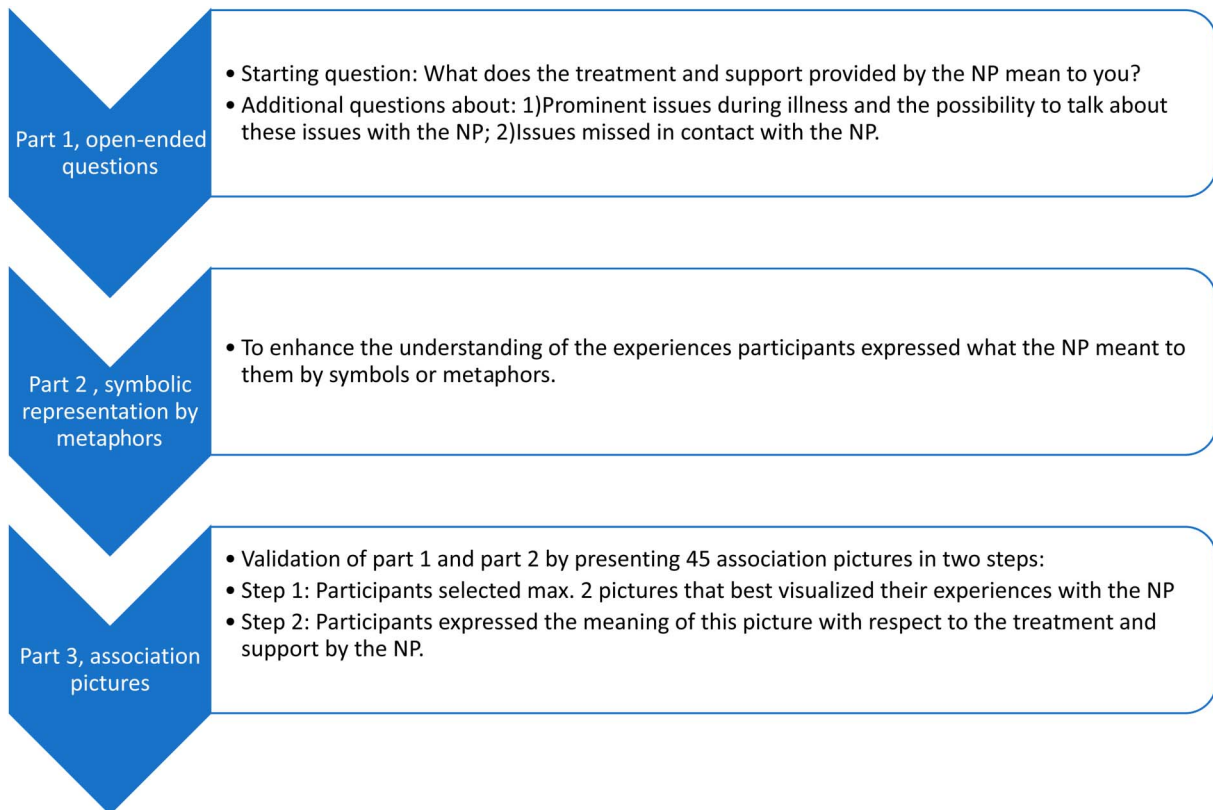 Part 1, open-ended
questions
• Starting question: What does the treatment and support provided by the NP mean to you?
• Additional questions about: 1)Prominent issues during illness and the possibility to talk about
these issues with the NP; 2)Issues missed in contact with the NP.
Part 2 , symbolic
representation by
metaphors
• To enhance the understanding of the experiences participants expressed what the NP meant to
them by symbols or metaphors.
Part 3, association
pictures
• Validation of part 1 and part 2 by presenting 45 association pictures in two steps:
• Step 1: Participants selected max. 2 pictures that best visualized their experiences with the NP
• Step 2: Participants expressed the meaning of this picture with respect to the treatment and
support by the NP.